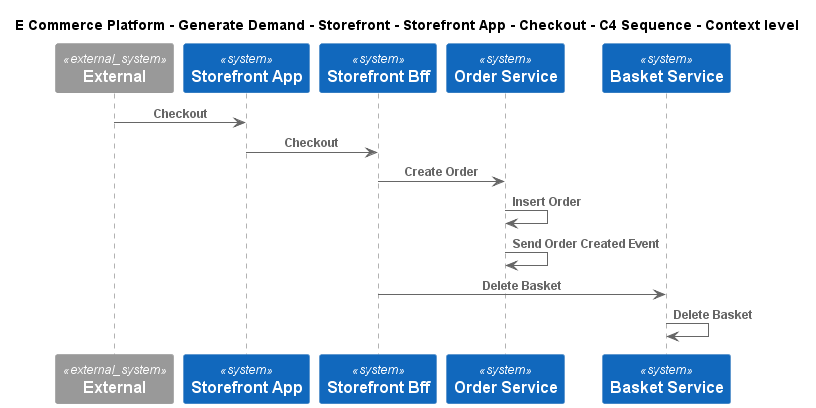 E Commerce Platform - Generate Demand - Storefront - Storefront App - Checkout - C4 Sequence - Context level
«external_system» «system» «system» «system» «system»
External Storefront App Storefront Bff Order Service Basket Service
Checkout
Checkout
Create Order
Insert Order
Send Order Created Event
Delete Basket
Delete Basket
«external_system» «system» «system» «system» «system»
External Storefront App Storefront Bff Order Service Basket Service